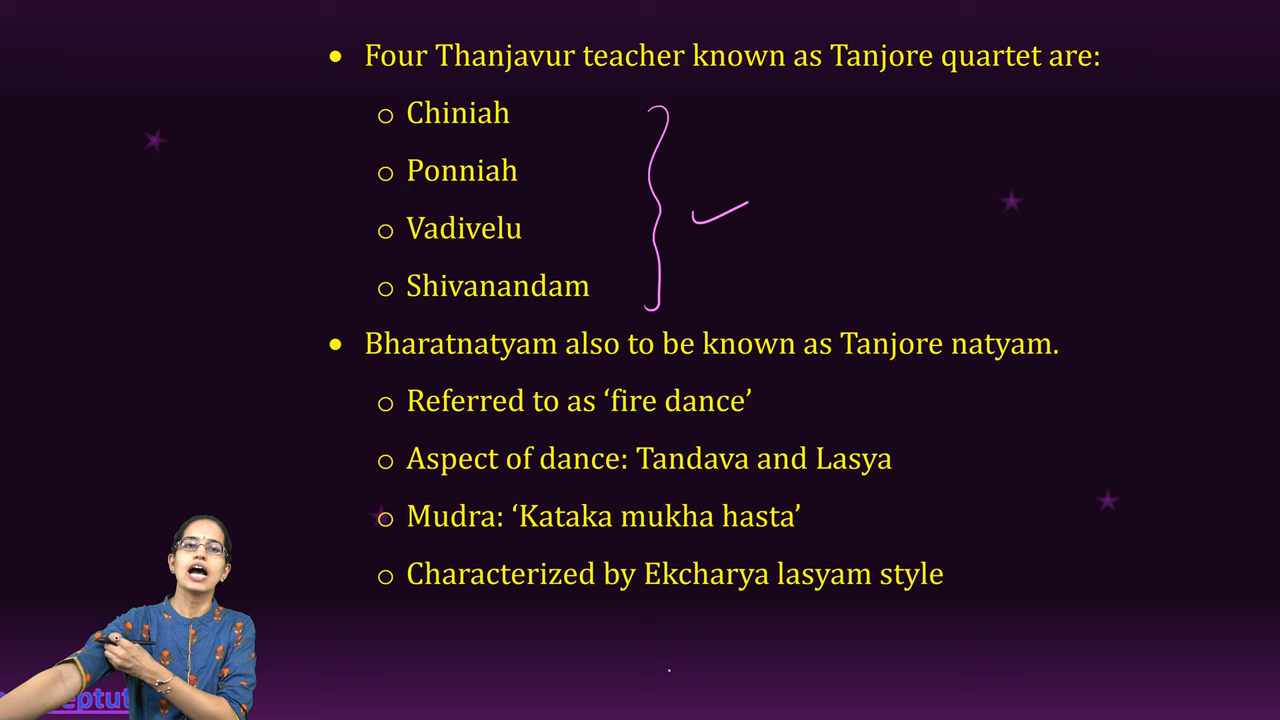 • Four Thanjavur teacher known as Tanjore quartet are:
o Chiniah
o Ponniah
o Vadivelu
o Shivanandam
• Bharatnatyam also to be known as Tanjore natyam.
o Referred to as ‘fire dance’
o Aspect of dance: Tandava and Lasya
o Mudra: ‘Kataka mukha hasta’
o Characterized by Ekcharya lasyam style